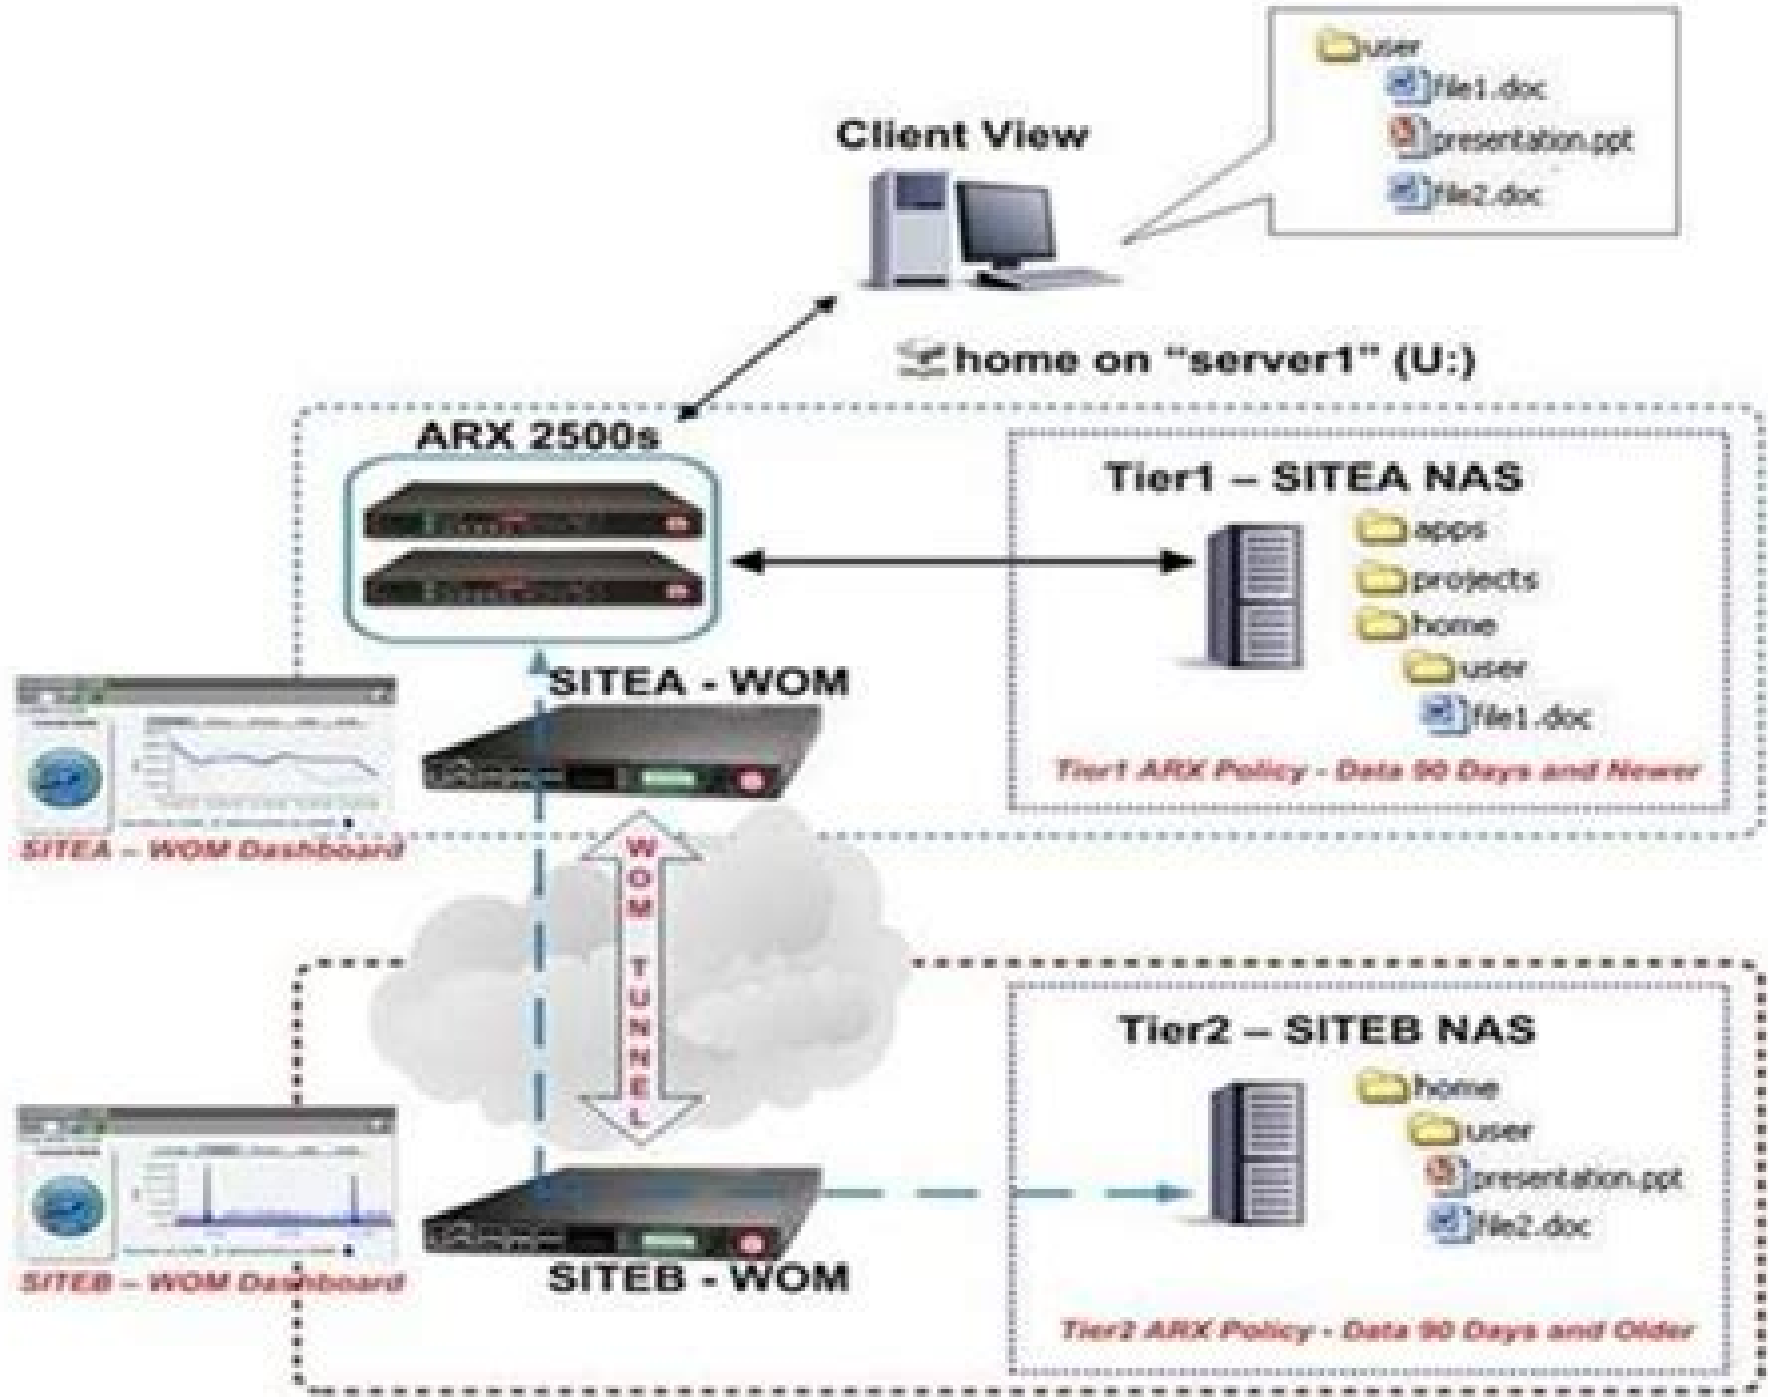 user
file1.doc
presentation.ppt
file2.doc
Client View
home on "server1" (U:)
ARX 2500s
Tier1 – SITEA NAS
apps
projects
home
user
file1.doc
Tier1 ARX Policy - Data 90 Days and Newer
SITEA - WOM
SITEA – WOM Dashboard
WOM TUNNEL
Tier2 – SITEB NAS
home
user
presentation.ppt
file2.doc
Tier2 ARX Policy - Data 90 Days and Older
SITEB - WOM
SITEB – WOM Dashboard